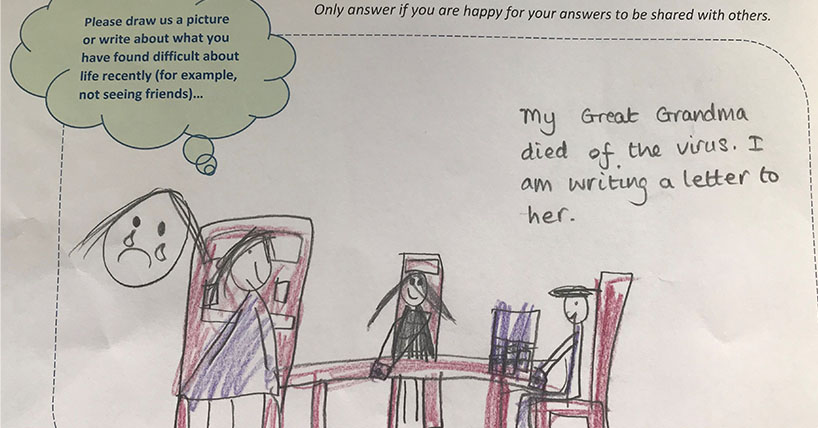 Only answer if you are happy for your answers to be shared with others.
Please draw us a picture
or write about what you
have found difficult about
life recently (for example,
not seeing friends)...
My Great Grandma
died of the virus. I
am writing a letter to
her.